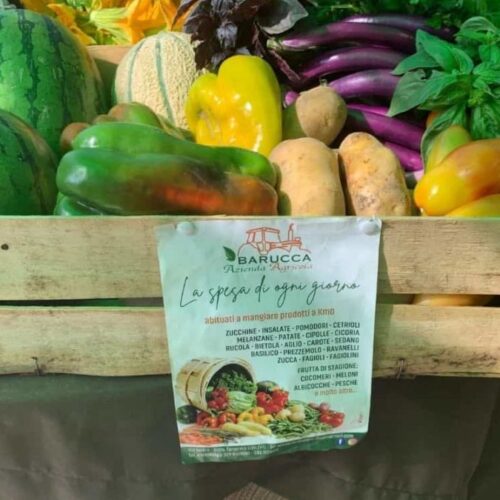 BARUCCA
Azienda Agricola
La spesa di ogni giorno
abituati a mangiare prodotti a Km0
ZUCCHINE - INSALATE - POMODORI - CETRIOLI
MELANZANE - PATATE - CIPOLLE - CICORIA
RUCOLA - BIETOLA - AGLIO - CAROTE - SEDANO
BASILICO - PREZZEMOLO - RAVANELLI
ZUCCA - FAGIOLI - FAGIOLINI
FRUTTA DI STAGIONE:
COCOMERI - MELONI
ALBICOCCHE - PESCHE
e molto altro...